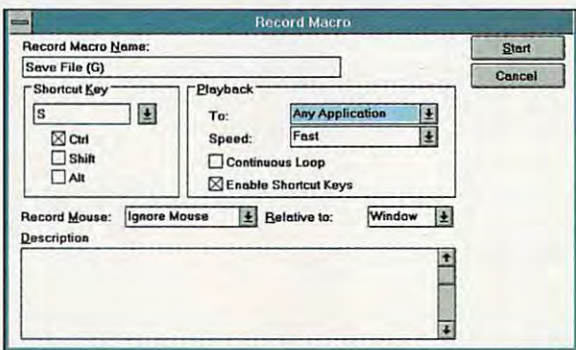 Record Macro
Record Macro Name:
Save File (G)
Start
Cancel
Shortcut Key
S
Ctrl
Shift
Alt
Playback
To: Any Application
Speed: Fast
Continuous Loop
Enable Shortcut Keys
Record Mouse: Ignore Mouse Relative to: Window
Description